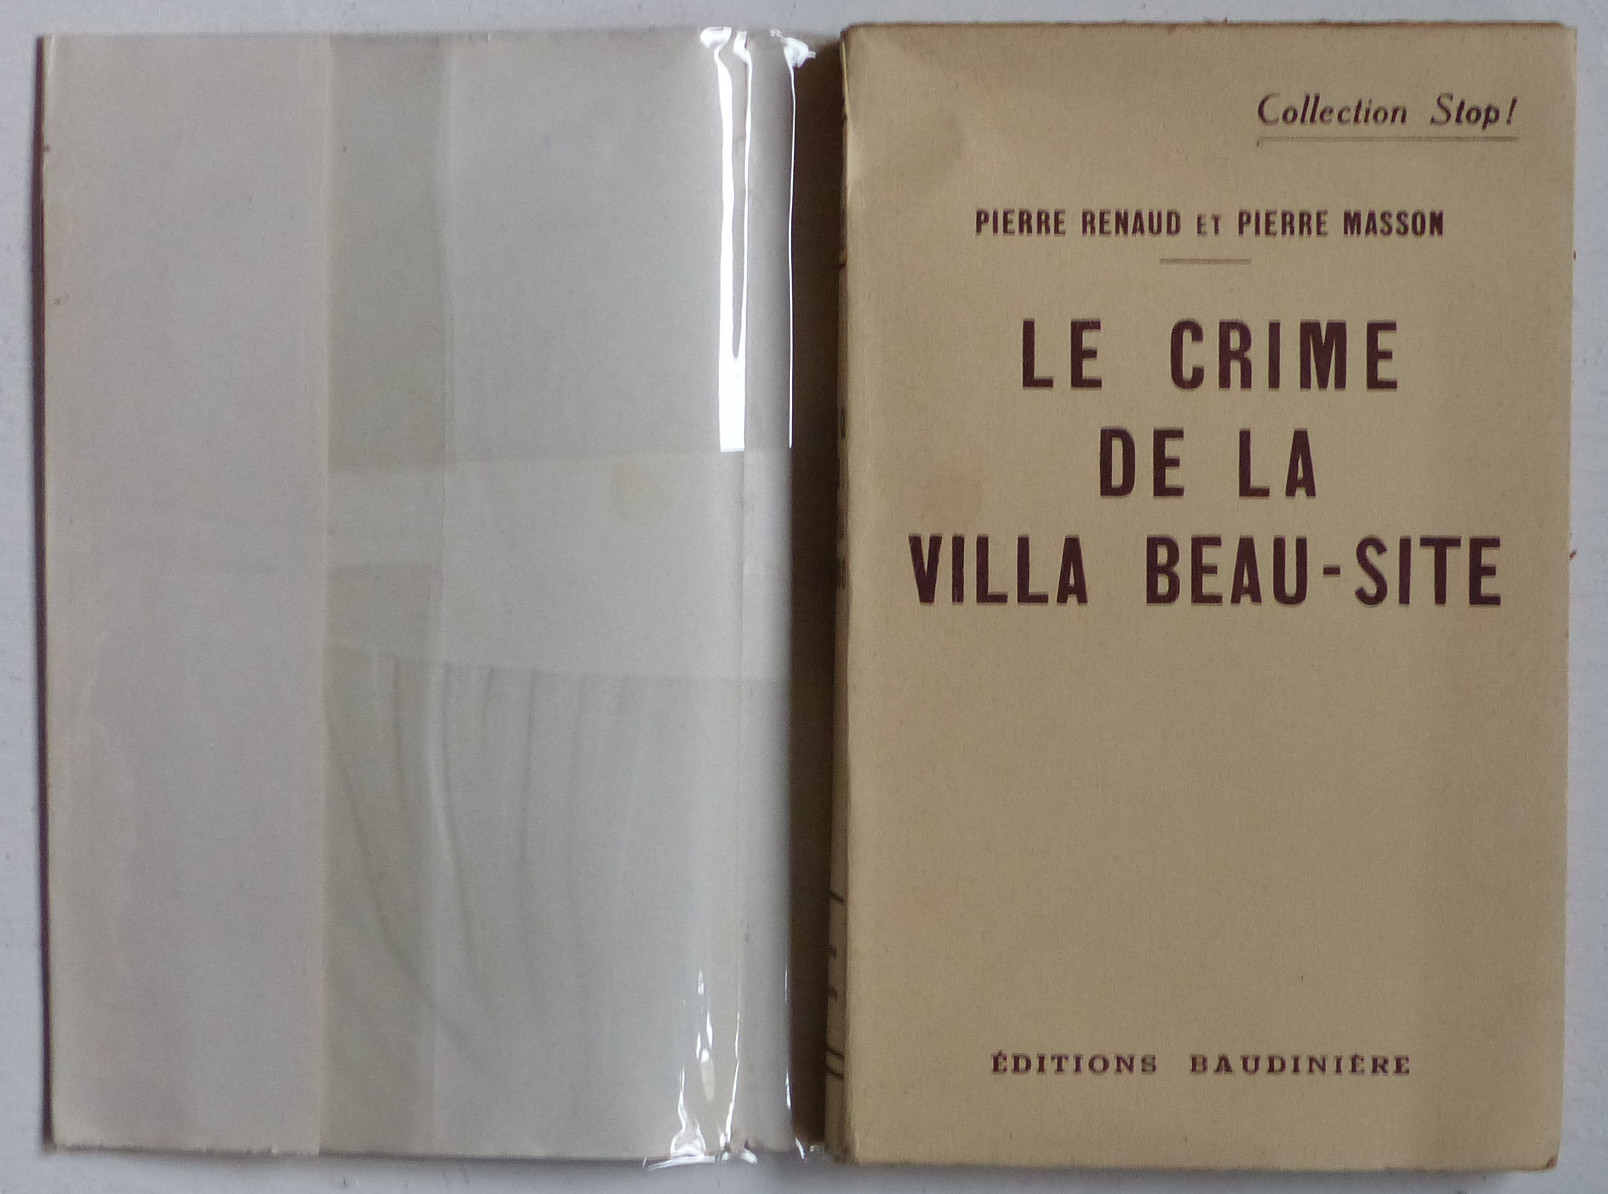 Collection Stop!
PIERRE RENAUD ET PIERRE MASSON
LE CRIME
DE LA
VILLA BEAU-SITE
ÉDITIONS BAUDINIÈRE